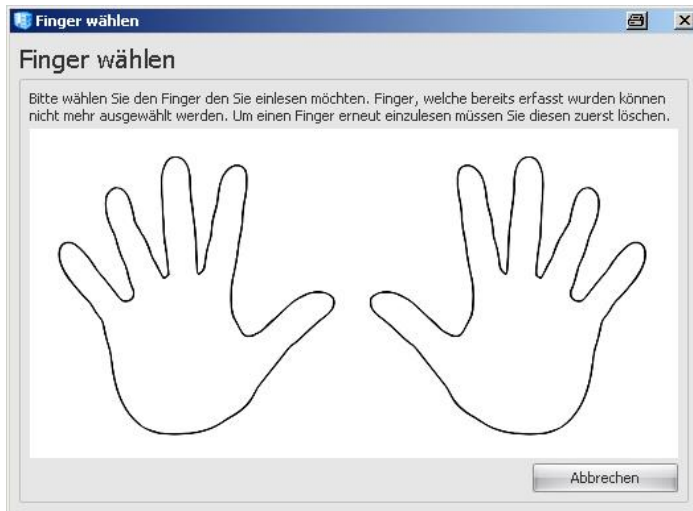 Finger wählen
Finger wählen
Bitte wählen Sie den Finger den Sie einlesen möchten. Finger, welche bereits erfasst wurden können
nicht mehr ausgewählt werden. Um einen Finger erneut einzulesen müssen Sie diesen zuerst löschen.
Abbrechen